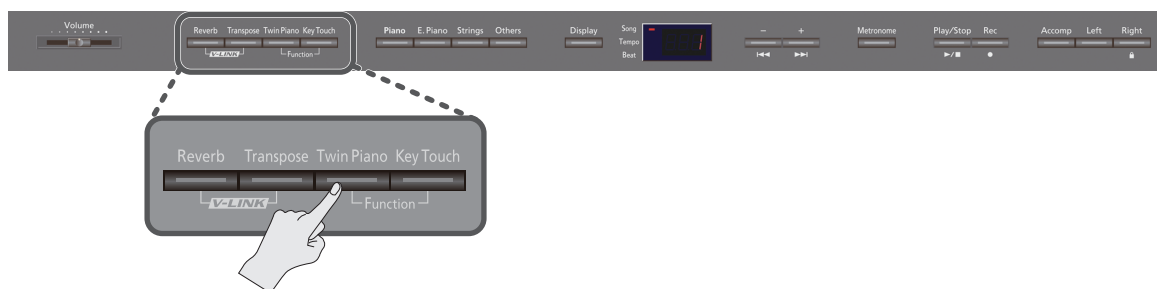 Volume
Reverb Transpose Twin Piano Key Touch
V-LINK Function
Piano E. Piano Strings Others
Display
Song
Tempo
Beat
1
− +
Metronome
Play/Stop Rec
Accomp Left Right
Reverb Transpose Twin Piano Key Touch
V-LINK Function